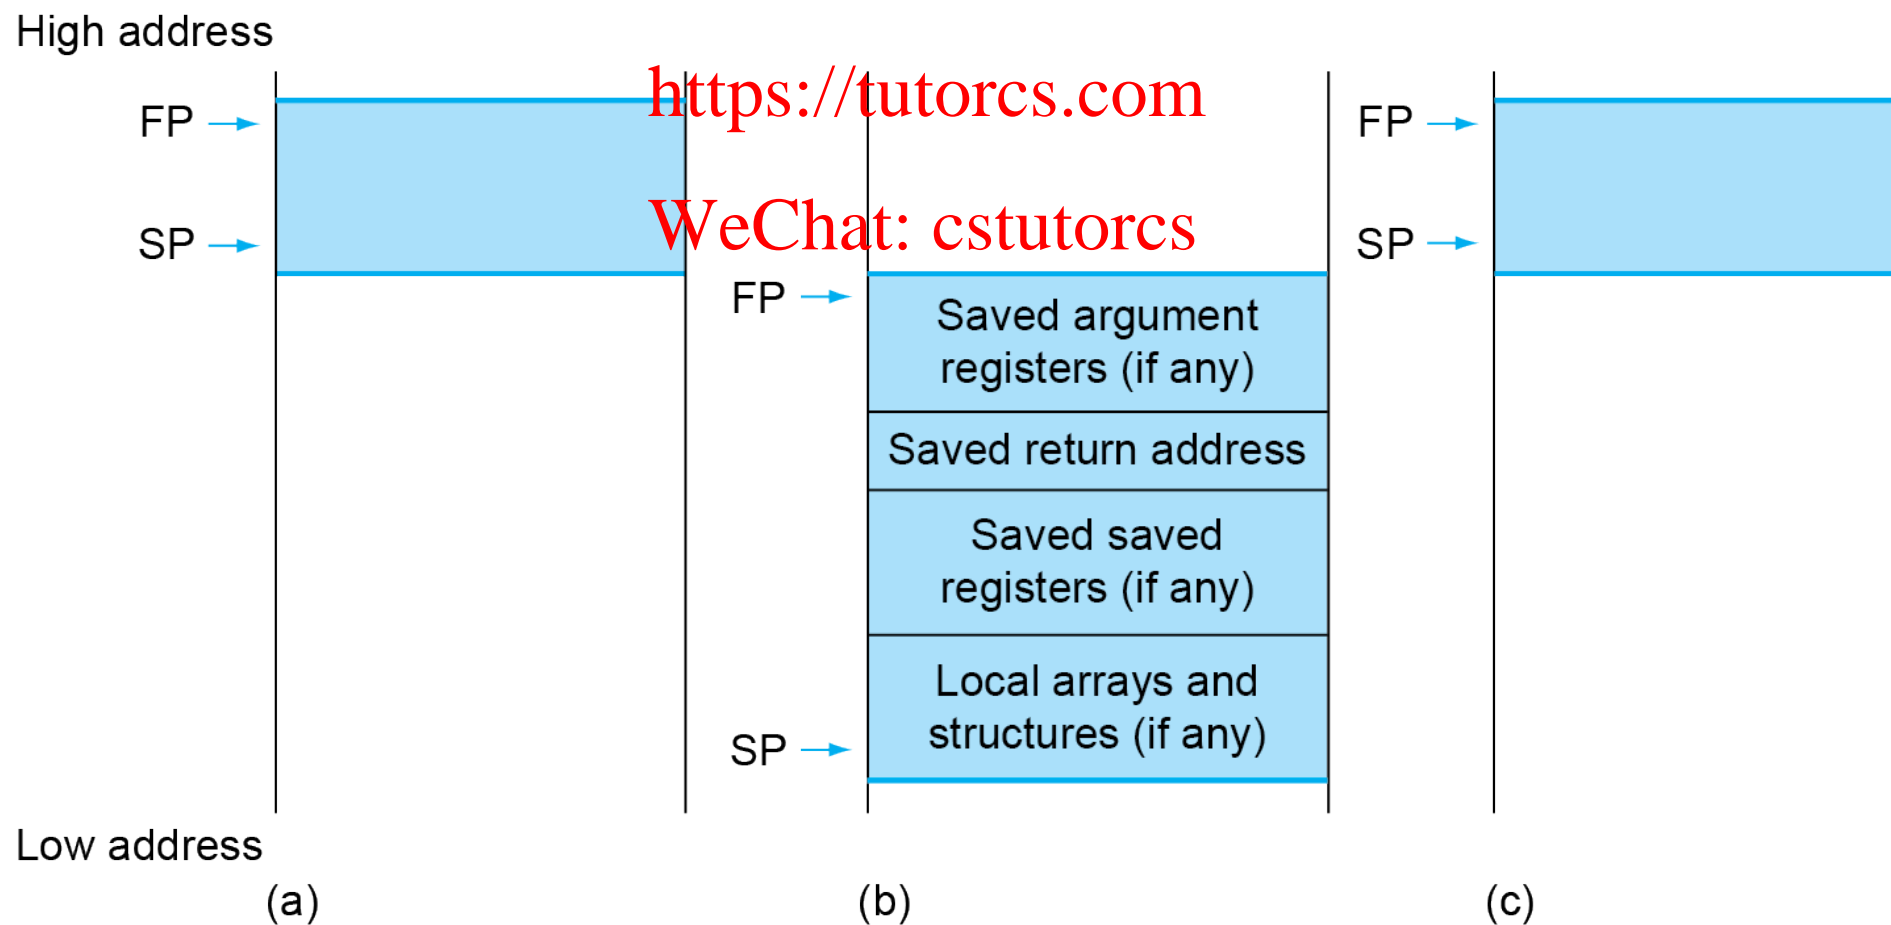 High address
https://tutorcs.com
FP
FP
SP
WeChat: cstutorcs
SP
FP
Saved argument
registers (if any)
Saved return address
Saved saved
registers (if any)
Local arrays and
structures (if any)
SP
Low address
(a)
(b)
(c)